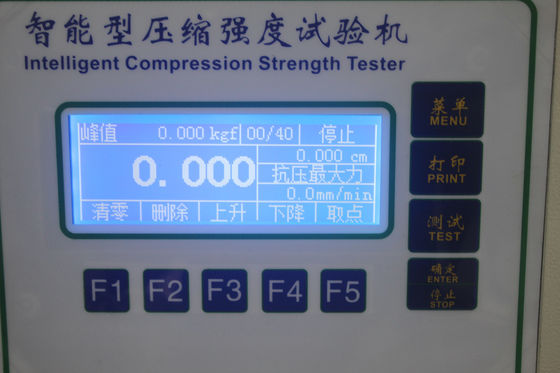 智能型压缩强度试验机
Intelligent Compression Strength Tester
峰值 0.000 kgf 00/40 停止
0.000
0.000 cm
抗压最大力
0.0mm/min
清零 删除 上升 下降 取点
F1 F2 F3 F4 F5
菜单
MENU
打印
PRINT
测试
TEST
确定
ENTER
停止
STOP